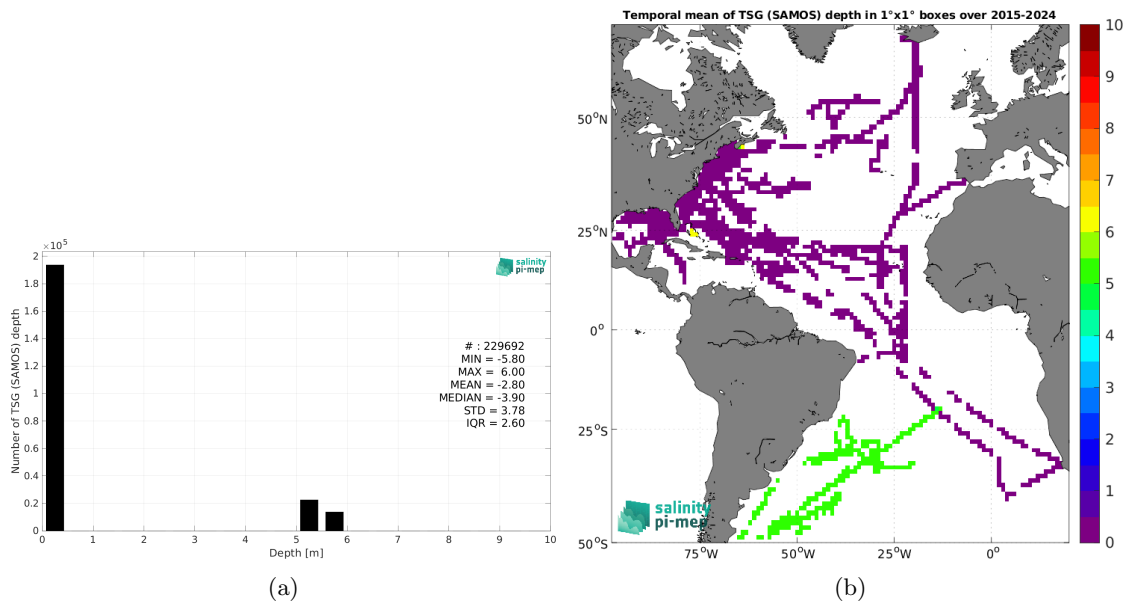 ×10⁵
2
1.8
1.6
1.4
1.2
1
0.8
0.6
0.4
0.2
0
Number of TSG (SAMOS) depth
salinity
pi-mep
# : 229692
MIN = -5.80
MAX = 6.00
MEAN = -2.80
MEDIAN = -3.90
STD = 3.78
IQR = 2.60
0 1 2 3 4 5 6 7 8 9 10
Depth [m]
(a)
Temporal mean of TSG (SAMOS) depth in 1°x1° boxes over 2015-2024
50°N
25°N
0°
25°S
50°S
salinity
pi-mep
75°W 50°W 25°W 0°
10
9
8
7
6
5
4
3
2
1
0
(b)